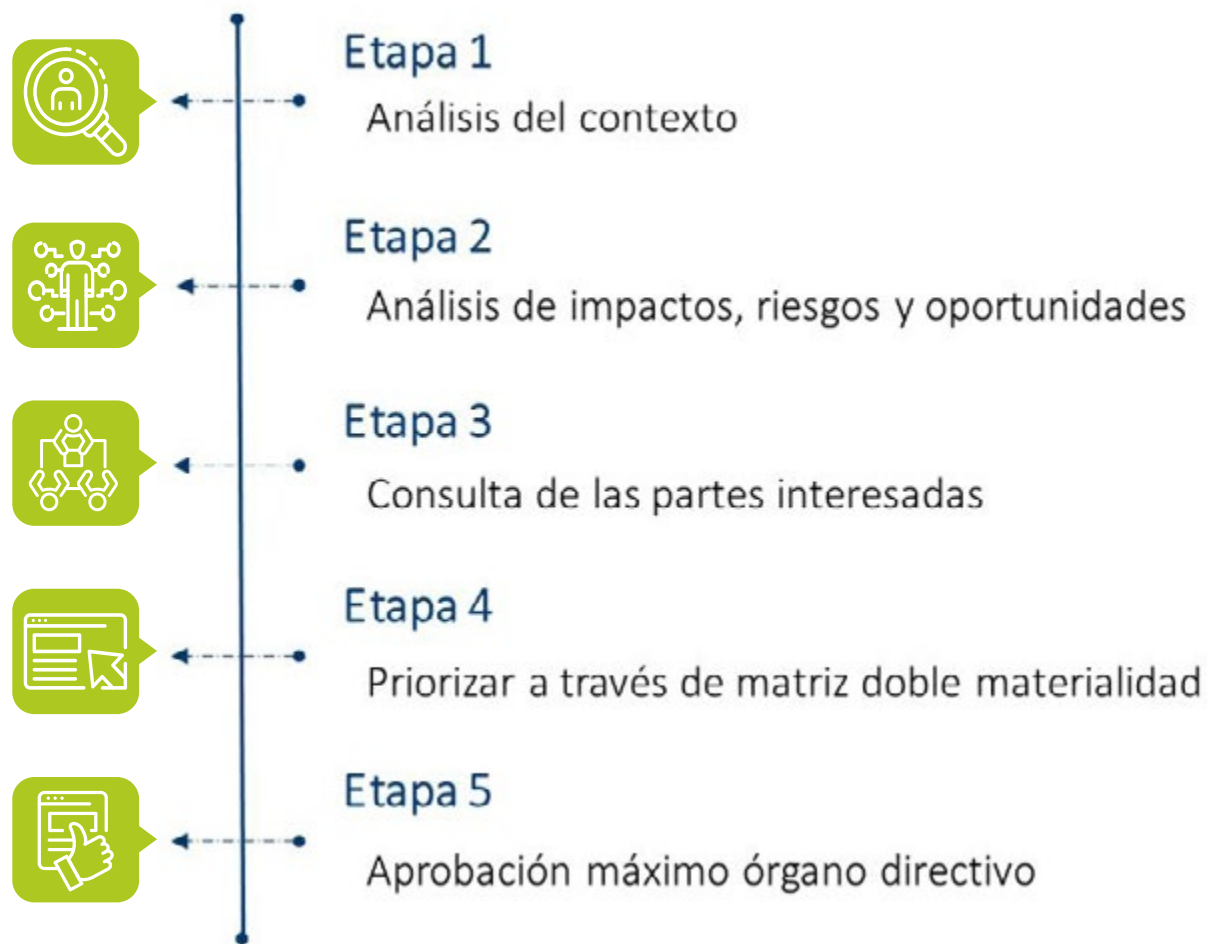 Etapa 1
Análisis del contexto
Etapa 2
Análisis de impactos, riesgos y oportunidades
Etapa 3
Consulta de las partes interesadas
Etapa 4
Priorizar a través de matriz doble materialidad
Etapa 5
Aprobación máximo órgano directivo